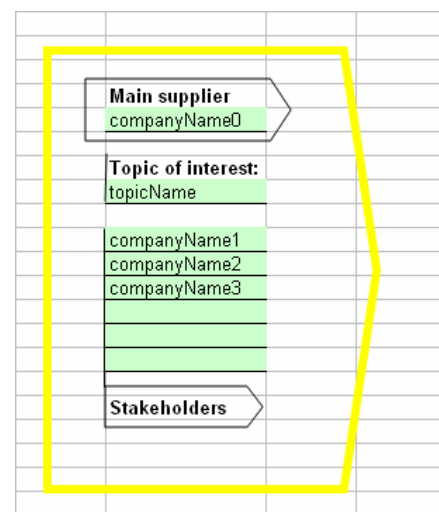 Main supplier
companyName0
Topic of interest:
topicName
companyName1
companyName2
companyName3
Stakeholders